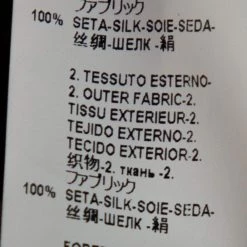 ファブリック
100% SETA-SILK-SOIE-SEDA-
丝绸-ШЕЛК-絹
2. TESSUTO ESTERNO-
2. OUTER FABRIC-2.
TISSU EXTERIEUR-2.
TEJIDO EXTERNO-2.
TECIDO EXTERIOR-2.
织物-2. ткань -2.
ファブリック
100% SETA-SILK-SOIE-SEDA-
丝绸-ШЕЛК-絹